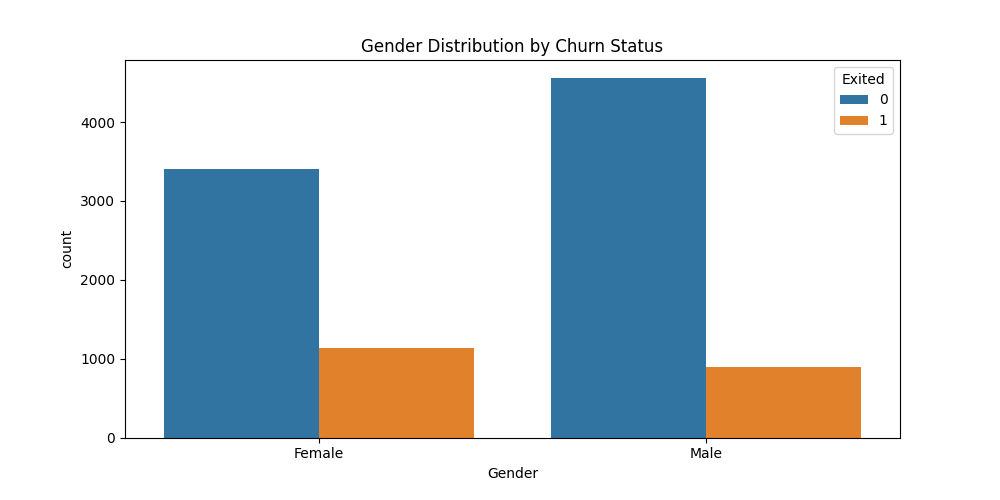 Gender Distribution by Churn Status
Exited
0
1
4000
3000
2000
1000
0
count
Female
Male
Gender